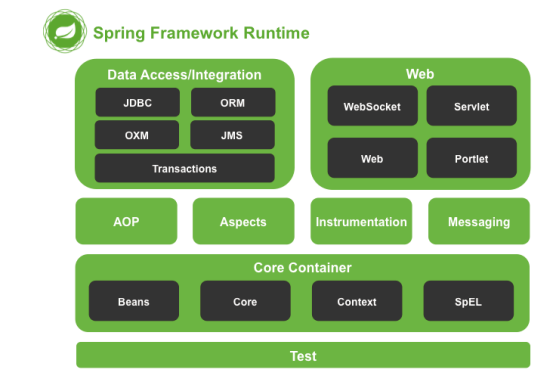 Spring Framework Runtime
Data Access/Integration
JDBC
ORM
OXM
JMS
Transactions
Web
WebSocket
Servlet
Web
Portlet
AOP
Aspects
Instrumentation
Messaging
Core Container
Beans
Core
Context
SpEL
Test